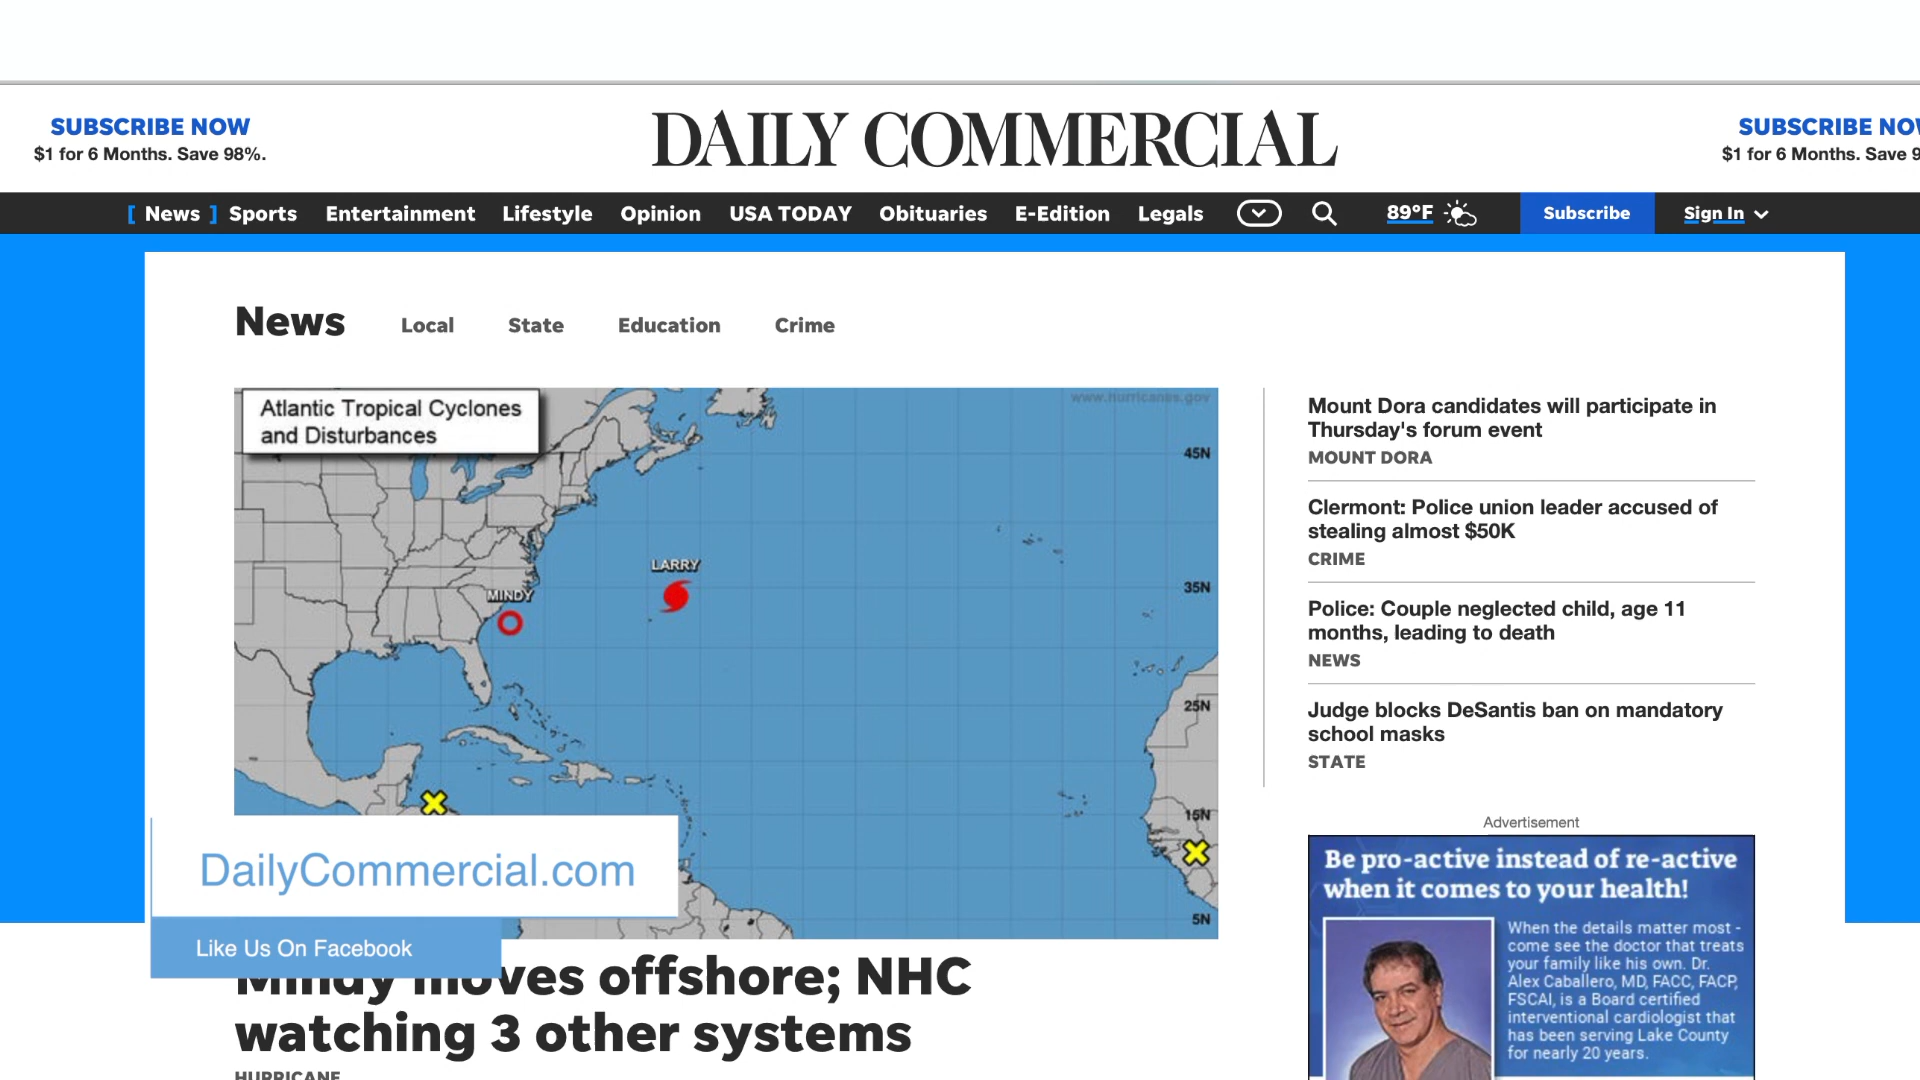 SUBSCRIBE NOW
$1 for 6 Months. Save 98%.
DAILY COMMERCIAL
SUBSCRIBE NOW
$1 for 6 Months. Save 9
[ News ] Sports Entertainment Lifestyle Opinion USA TODAY Obituaries E-Edition Legals 89°F Subscribe Sign In
News Local State Education Crime
Atlantic Tropical Cyclones
and Disturbances
www.hurricanes.gov
45N
LARRY
35N
MINDY
25N
15N
5N
DailyCommercial.com
Like Us On Facebook
Mindy moves offshore; NHC
watching 3 other systems
HURRICANE
Mount Dora candidates will participate in
Thursday's forum event
MOUNT DORA
Clermont: Police union leader accused of
stealing almost $50K
CRIME
Police: Couple neglected child, age 11
months, leading to death
NEWS
Judge blocks DeSantis ban on mandatory
school masks
STATE
Advertisement
Be pro-active instead of re-active
when it comes to your health!
When the details matter most -
come see the doctor that treats
your family like his own. Dr.
Alex Caballero, MD, FACC, FACP,
FSCAI, is a Board certified
interventional cardiologist that
has been serving Lake County
for nearly 20 years.